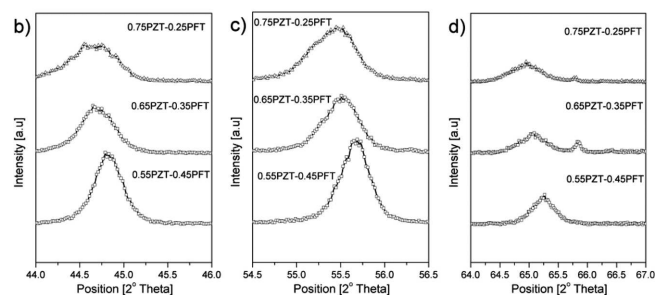 b)
0.75PZT-0.25PFT
0.65PZT-0.35PFT
0.55PZT-0.45PFT
Intensity [a.u]
44.0 44.5 45.0 45.5 46.0
Position [2° Theta]
c)
0.75PZT-0.25PFT
0.65PZT-0.35PFT
0.55PZT-0.45PFT
Intensity [a.u]
54.5 55.0 55.5 56.0 56.5
Position [2° Theta]
d)
0.75PZT-0.25PFT
0.65PZT-0.35PFT
0.55PZT-0.45PFT
Intensity [a.u]
64.0 64.5 65.0 65.5 66.0 66.5 67.0
Position [2° Theta]